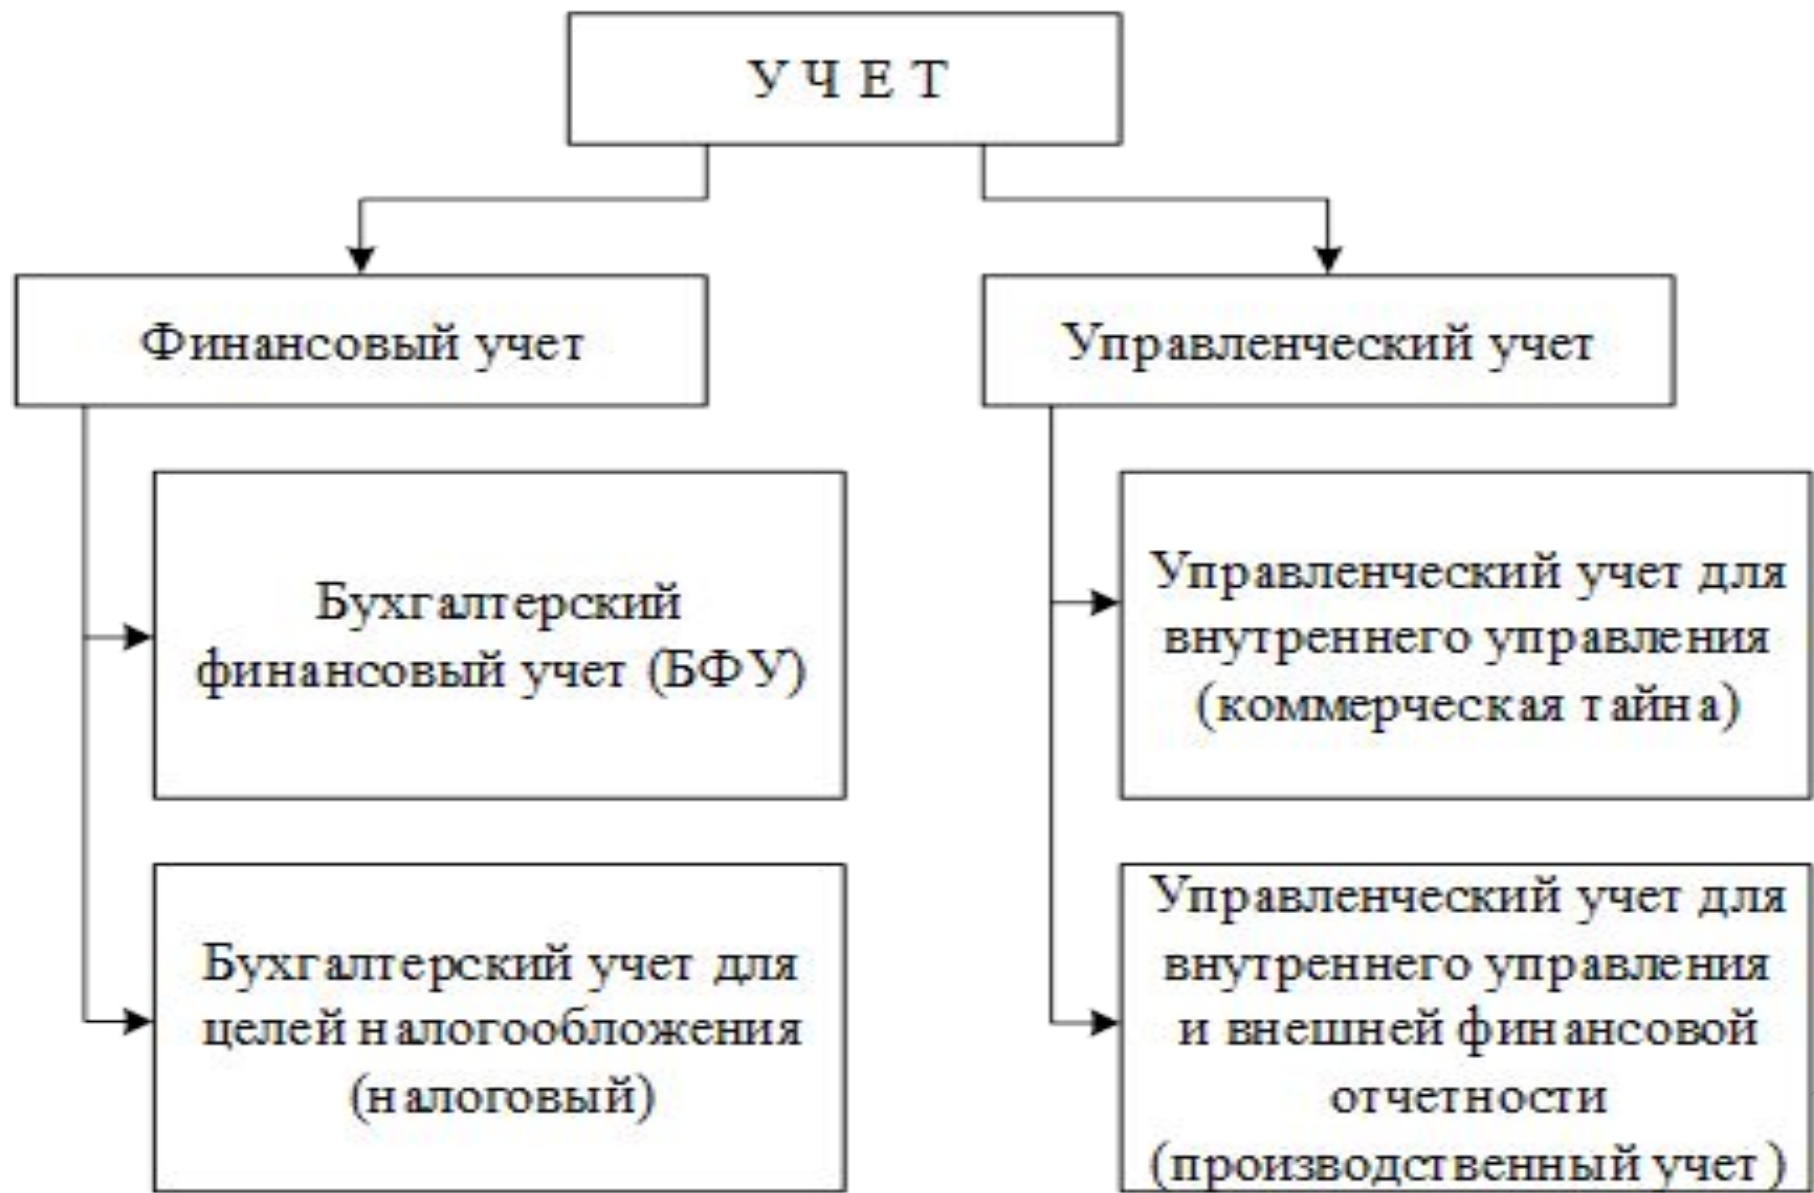 У Ч Е Т
Финансовый учет
Управленческий учет
Бухгалтерский
финансовый учет (БФУ)
Управленческий учет для
внутреннего управления
(коммерческая тайна)
Бухгалтерский учет для
целей налогообложения
(налоговый)
Управленческий учет для
внутреннего управления
и внешней финансовой
отчетности
(производственный учет)